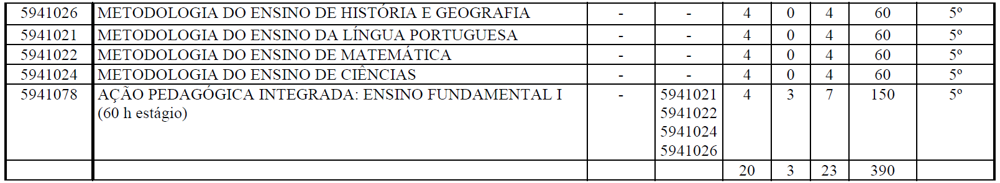 5941026 METODOLOGIA DO ENSINO DE HISTÓRIA E GEOGRAFIA - - 4 0 4 60 5º
5941021 METODOLOGIA DO ENSINO DA LÍNGUA PORTUGUESA - - 4 0 4 60 5º
5941022 METODOLOGIA DO ENSINO DE MATEMÁTICA - - 4 0 4 60 5º
5941024 METODOLOGIA DO ENSINO DE CIÊNCIAS - - 4 0 4 60 5º
5941078 AÇÃO PEDAGÓGICA INTEGRADA: ENSINO FUNDAMENTAL I - 5941021 4 3 7 150 5º
(60 h estágio) 5941022
5941024
5941026
20 3 23 390